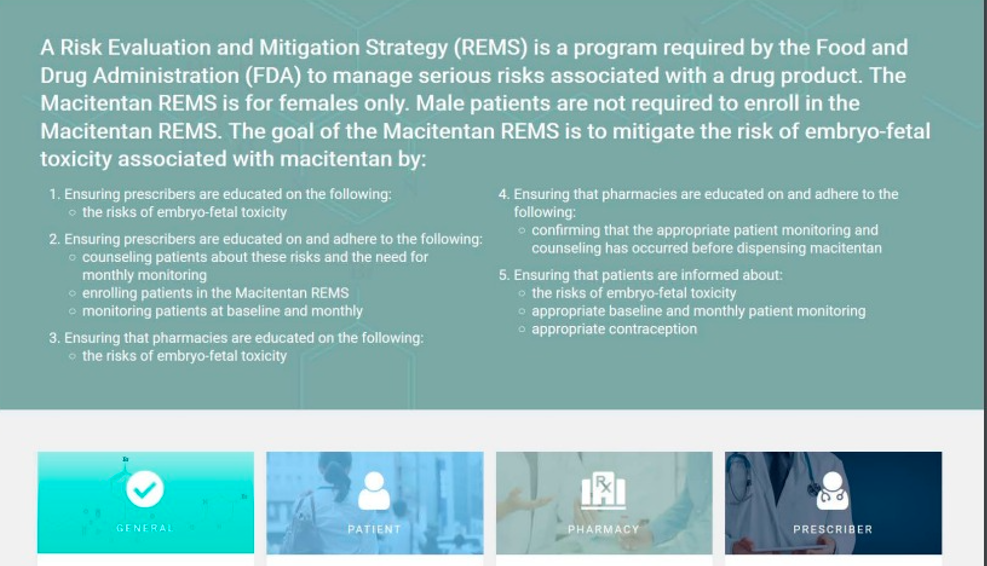 A Risk Evaluation and Mitigation Strategy (REMS) is a program required by the Food and
Drug Administration (FDA) to manage serious risks associated with a drug product. The
Macitentan REMS is for females only. Male patients are not required to enroll in the
Macitentan REMS. The goal of the Macitentan REMS is to mitigate the risk of embryo-fetal
toxicity associated with macitentan by:
1. Ensuring prescribers are educated on the following:
○ the risks of embryo-fetal toxicity
2. Ensuring prescribers are educated on and adhere to the following:
○ counseling patients about these risks and the need for
monthly monitoring
○ enrolling patients in the Macitentan REMS
○ monitoring patients at baseline and monthly
3. Ensuring that pharmacies are educated on the following:
○ the risks of embryo-fetal toxicity
4. Ensuring that pharmacies are educated on and adhere to the
following:
○ confirming that the appropriate patient monitoring and
counseling has occurred before dispensing macitentan
5. Ensuring that patients are informed about:
○ the risks of embryo-fetal toxicity
○ appropriate baseline and monthly patient monitoring
○ appropriate contraception
GENERAL
PATIENT
Rx
PHARMACY
PRESCRIBER